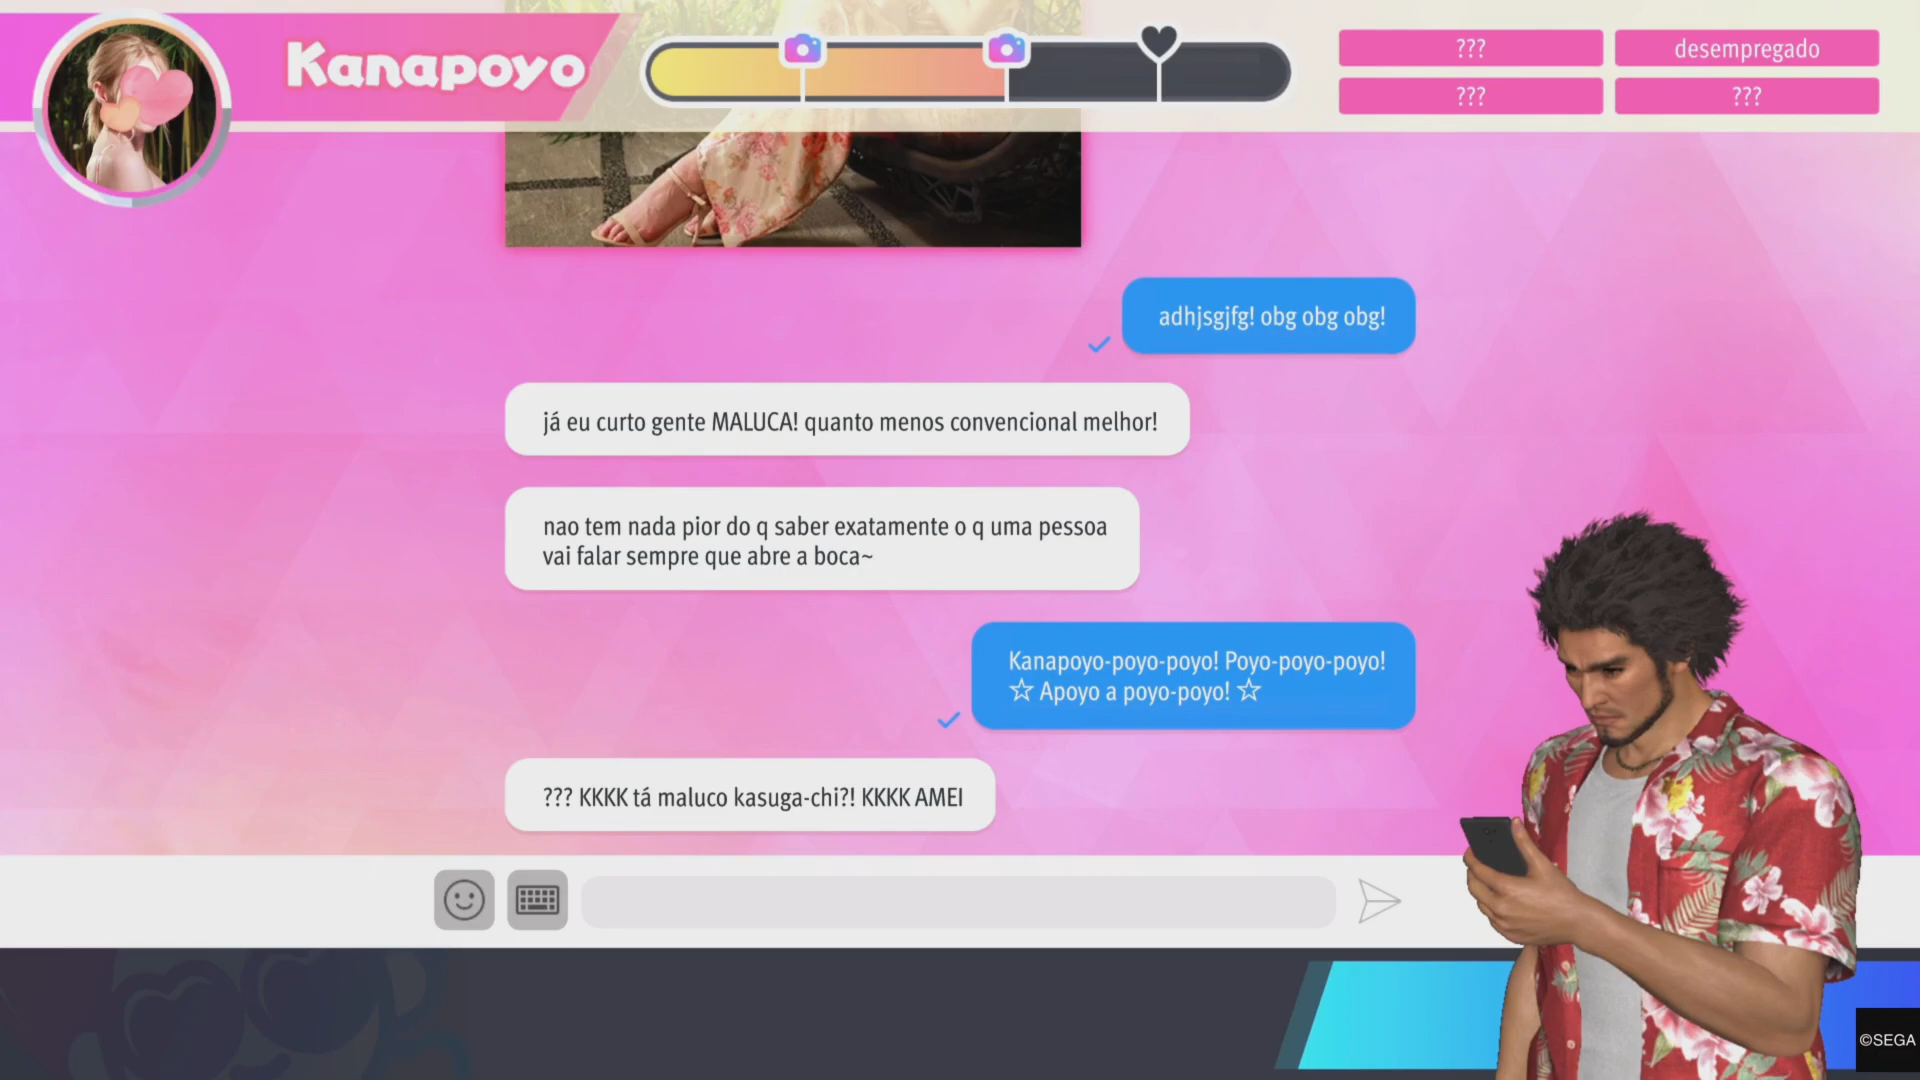 Kanapoyo
???
desempregado
???
???
adhjsgjfg! obg obg obg!
já eu curto gente MALUCA! quanto menos convencional melhor!
nao tem nada pior do q saber exatamente o q uma pessoa
vai falar sempre que abre a boca~
Kanapoyo-poyo-poyo! Poyo-poyo-poyo!
☆ Apoyo a poyo-poyo! ☆
??? KKKK tá maluco kasuga-chi?! KKKK AMEI
©SEGA